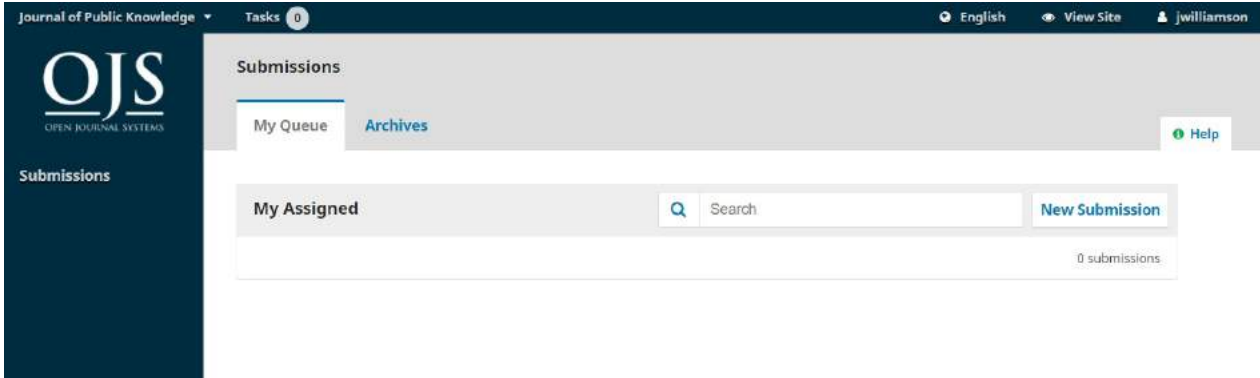 Journal of Public Knowledge Tasks 0 English View Site jwilliamson
OJS
OPEN JOURNAL SYSTEMS
Submissions
Submissions
My Queue Archives
Help
My Assigned Search New Submission
0 submissions